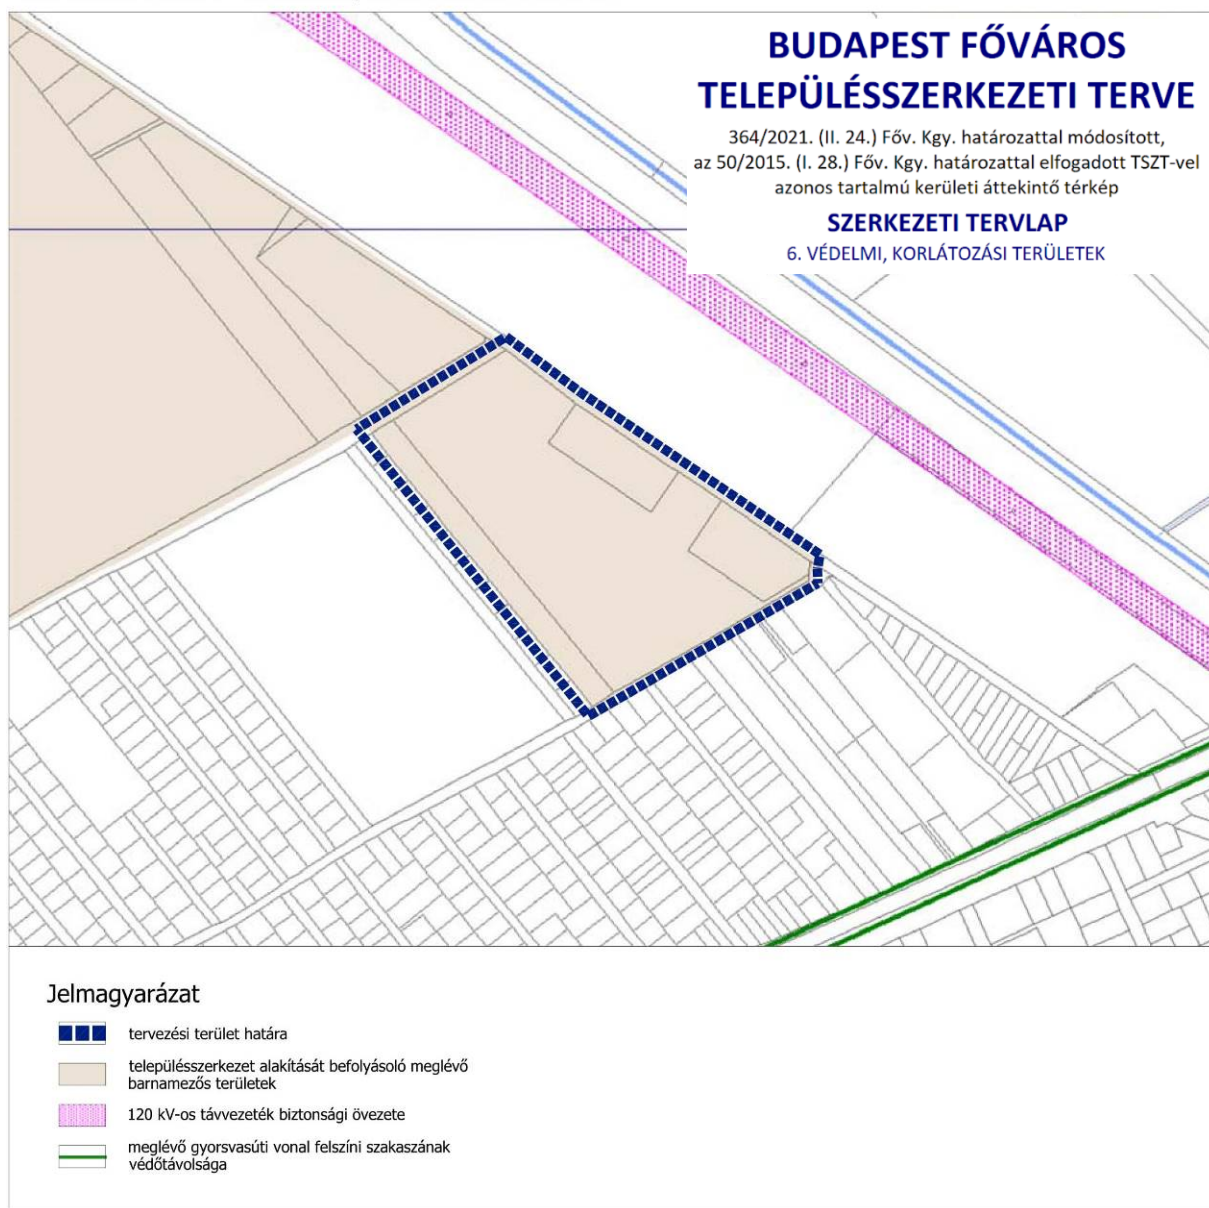 BUDAPEST FŐVÁROS
TELEPÜLÉSSZERKEZETI TERVE
364/2021. (II. 24.) Főv. Kgy. határozattal módosított,
az 50/2015. (I. 28.) Főv. Kgy. határozattal elfogadott TSZT-vel
azonos tartalmú kerületi áttekintő térkép
SZERKEZETI TERVLAP
6. VÉDELMI, KORLÁTOZÁSI TERÜLETEK
Jelmagyarázat
tervezési terület határa
településszerkezet alakítását befolyásoló meglévő
barnamezős területek
120 kV-os távvezeték biztonsági övezete
meglévő gyorsvasúti vonal felszíni szakaszának
védőtávolsága